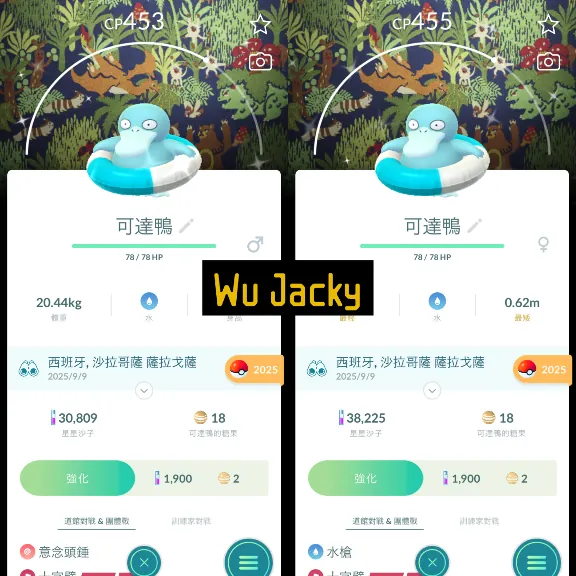 CP453
可達鴨
78 / 78 HP
20.44kg
體重
水
西班牙, 沙拉哥薩 薩拉戈薩
2025/9/9
2025
30,809
星星沙子
18
可達鴨的糖果
強化
1,900
2
道館對戰 & 團體戰
訓練家對戰
意念頭錘
CP455
可達鴨
78 / 78 HP
水
0.62m
最矮
西班牙, 沙拉哥薩 薩拉戈薩
2025/9/9
2025
38,225
星星沙子
18
可達鴨的糖果
強化
1,900
2
道館對戰 & 團體戰
訓練家對戰
水槍
Wu Jacky